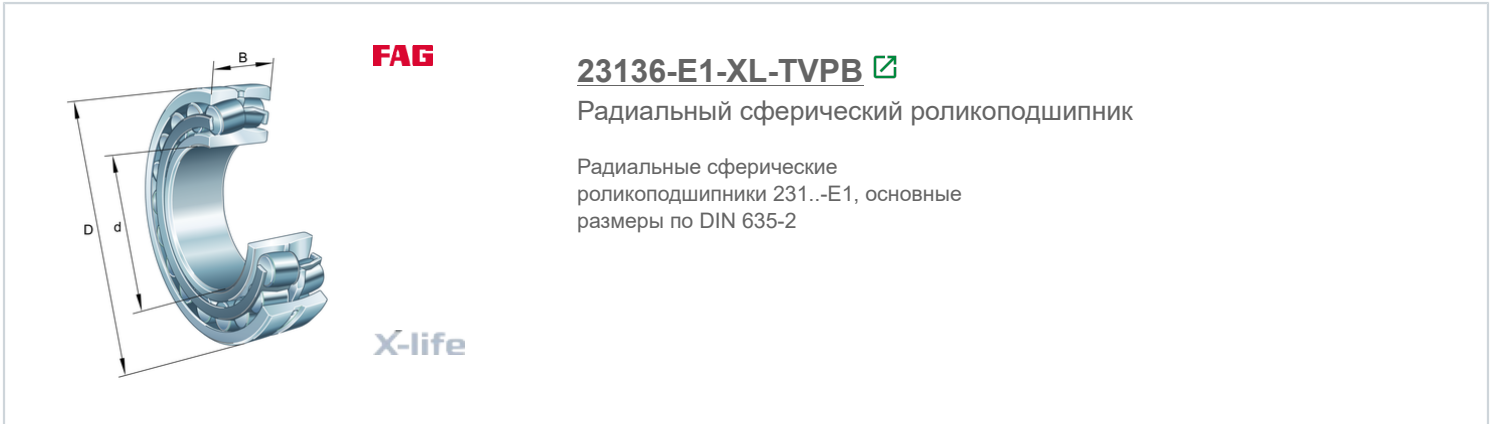 FAG
B
D
d
X-life
23136-E1-XL-TVPB
Радиальный сферический роликоподшипник
Радиальные сферические
роликоподшипники 231..-E1, основные
размеры по DIN 635-2